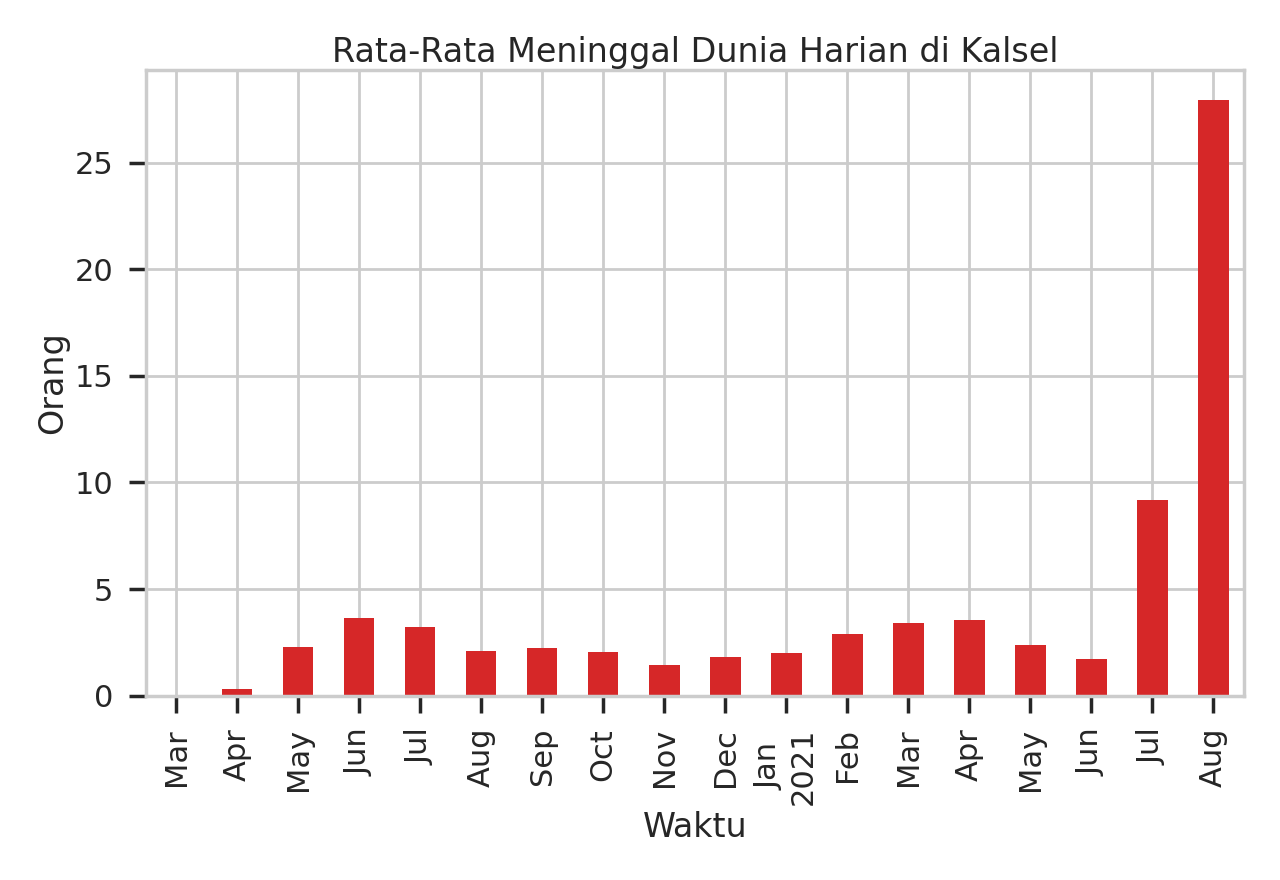 Rata-Rata Meninggal Dunia Harian di Kalsel
Orang
25
20
15
10
5
0
Mar
Apr
May
Jun
Jul
Aug
Sep
Oct
Nov
Dec
Jan
2021
Feb
Mar
Apr
May
Jun
Jul
Aug
Waktu